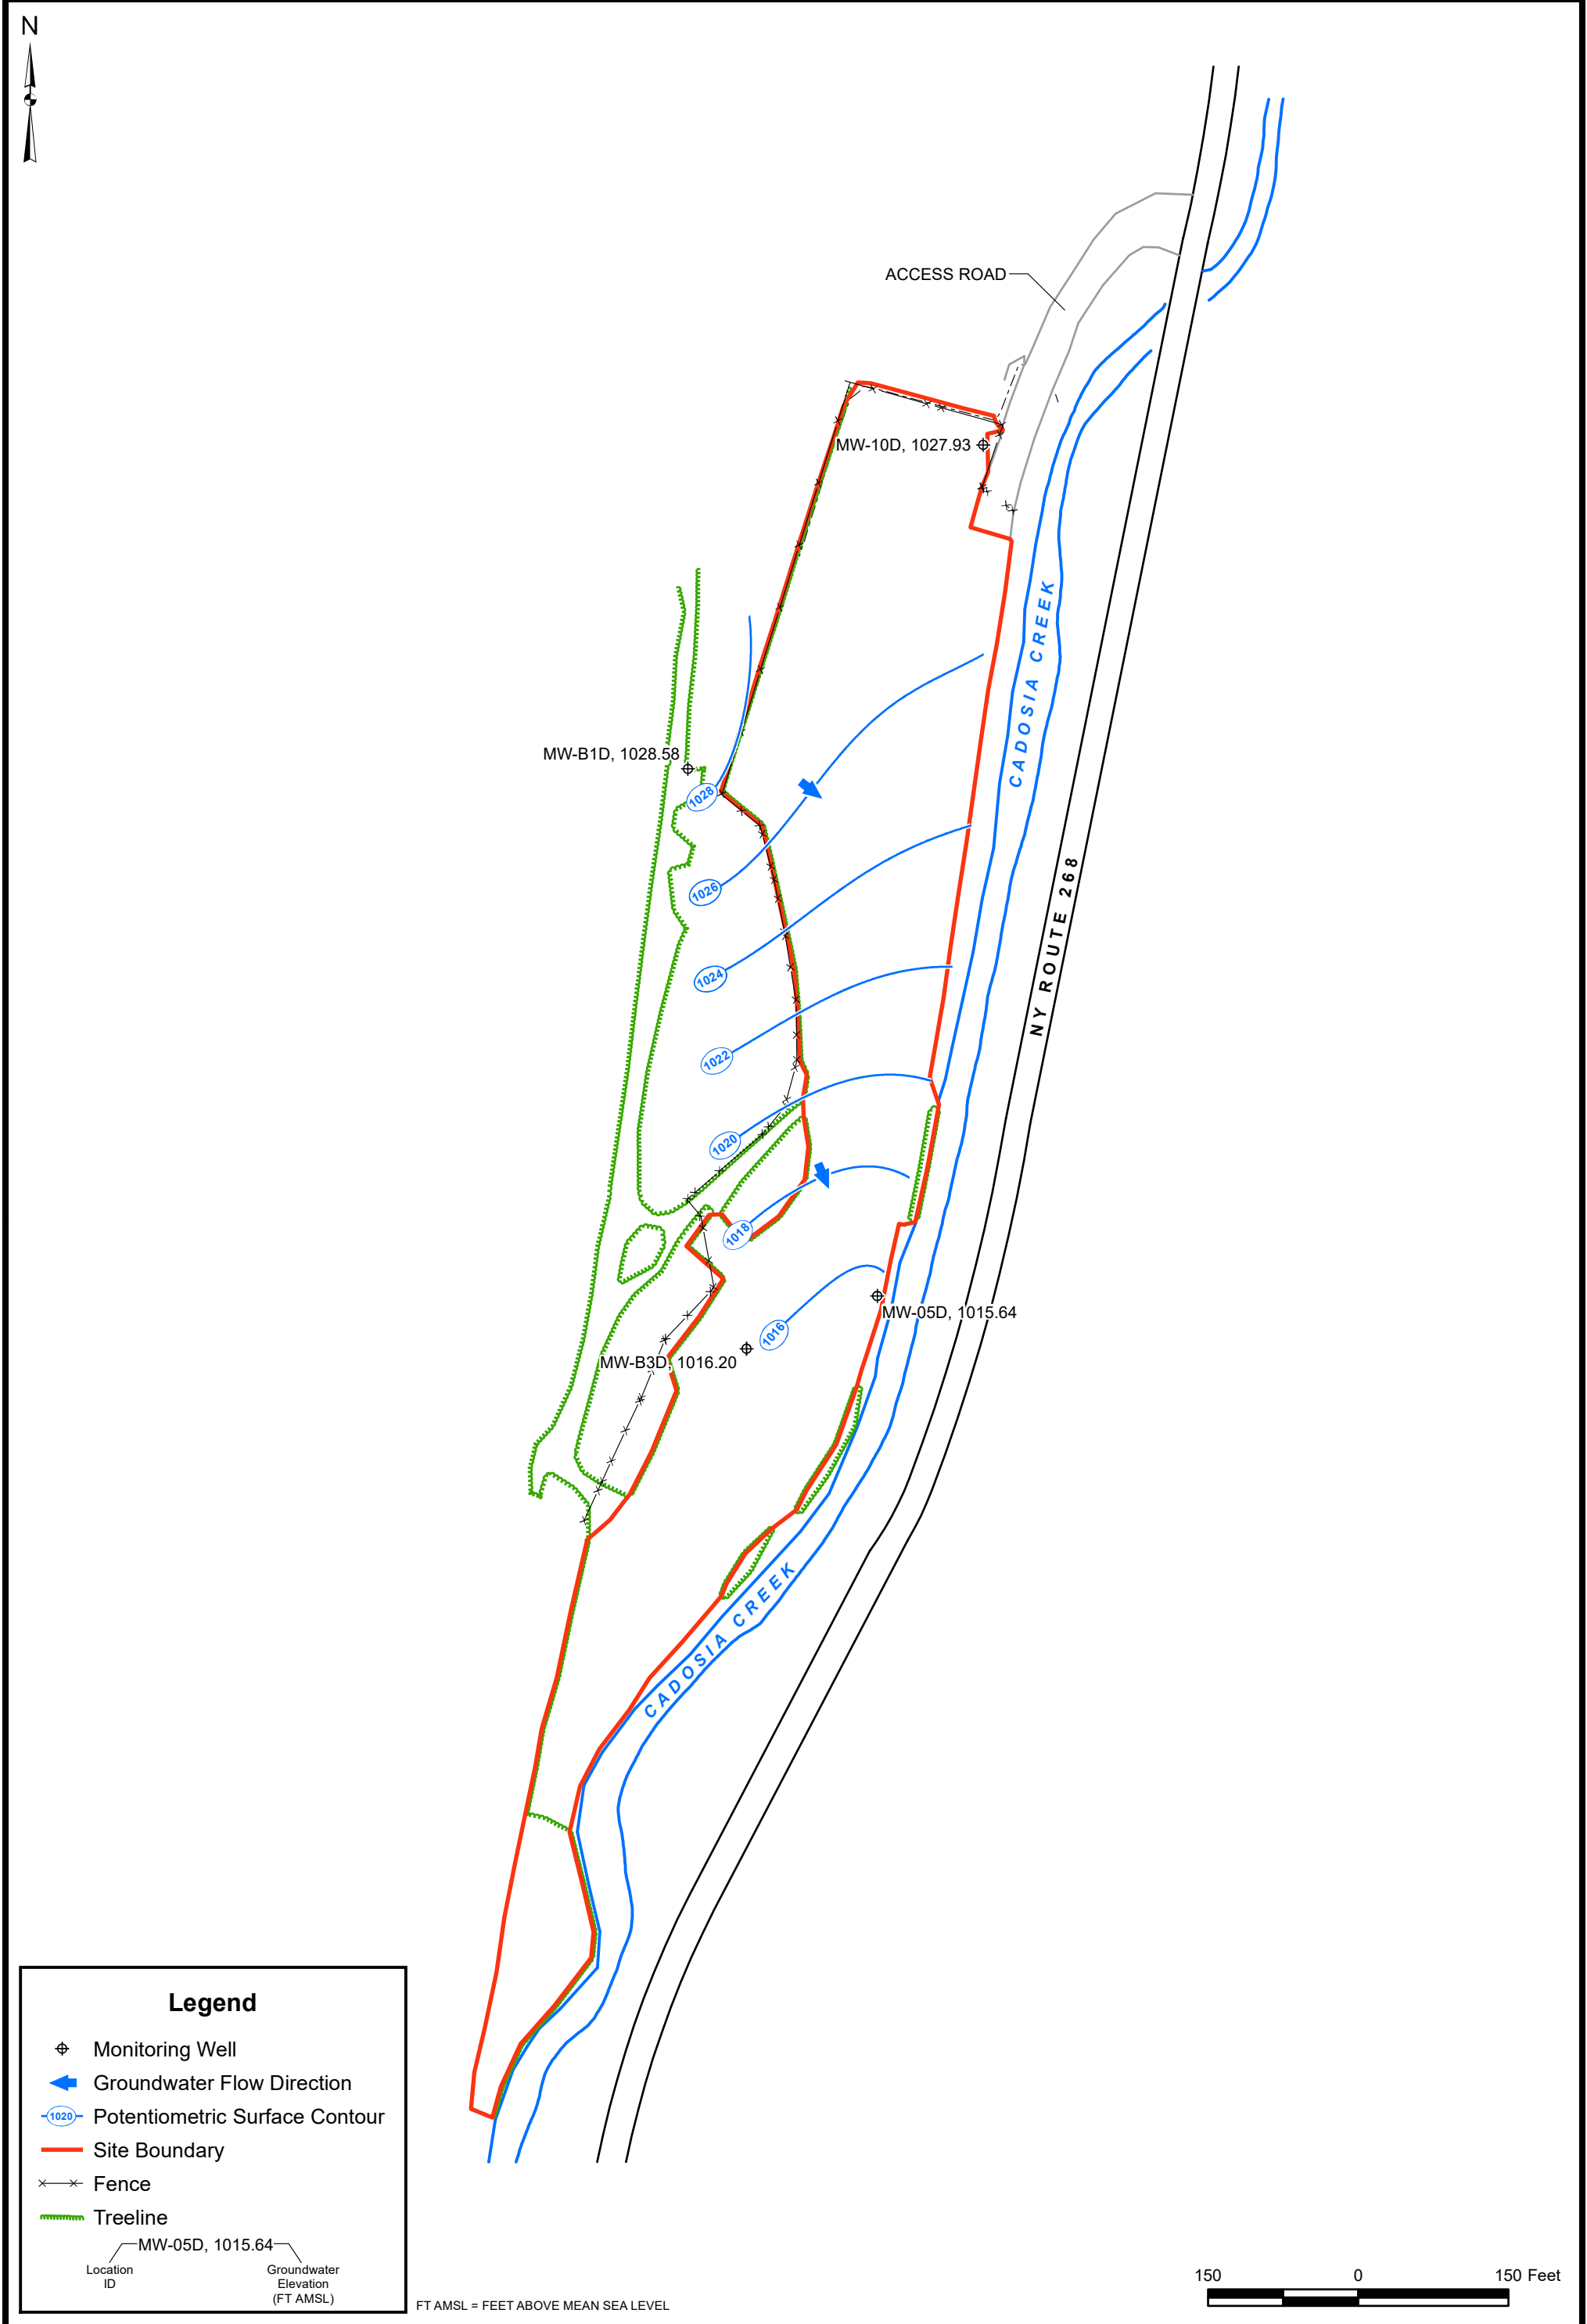 N
ACCESS ROAD
MW-10D, 1027.93
CADOSIA CREEK
MW-B1D, 1028.58
1028
1026
NY ROUTE 268
1024
1022
1020
1018
MW-05D, 1015.64
1016
MW-B3D, 1016.20
CADOSIA CREEK
Legend
Monitoring Well
Groundwater Flow Direction
1020 Potentiometric Surface Contour
Site Boundary
Fence
Treeline
MW-05D, 1015.64
Location
ID
Groundwater
Elevation
(FT AMSL)
FT AMSL = FEET ABOVE MEAN SEA LEVEL
150 0 150 Feet